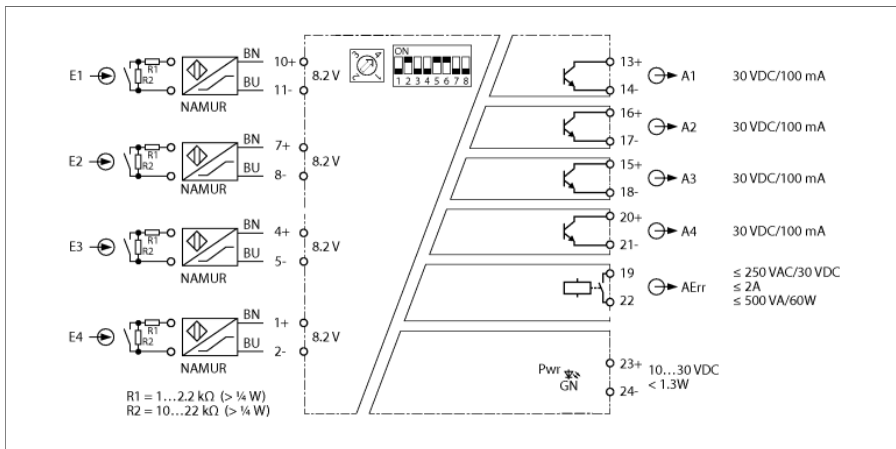 E1
R1
R2
BN
BU
NAMUR
10+
11-
8.2 V
E2
R1
R2
BN
BU
NAMUR
7+
8-
8.2 V
E3
R1
R2
BN
BU
NAMUR
4+
5-
8.2 V
E4
R1
R2
BN
BU
NAMUR
1+
2-
8.2 V
R1 = 1…2.2 kΩ (> ¼ W)
R2 = 10…22 kΩ (> ¼ W)
ON
1 2 3 4 5 6 7 8
13+
14-
A1 30 VDC/100 mA
16+
17-
A2 30 VDC/100 mA
15+
18-
A3 30 VDC/100 mA
20+
21-
A4 30 VDC/100 mA
19
22
AErr
≤ 250 VAC/30 VDC
≤ 2A
≤ 500 VA/60W
Pwr
GN
23+
24-
10…30 VDC
< 1.3W